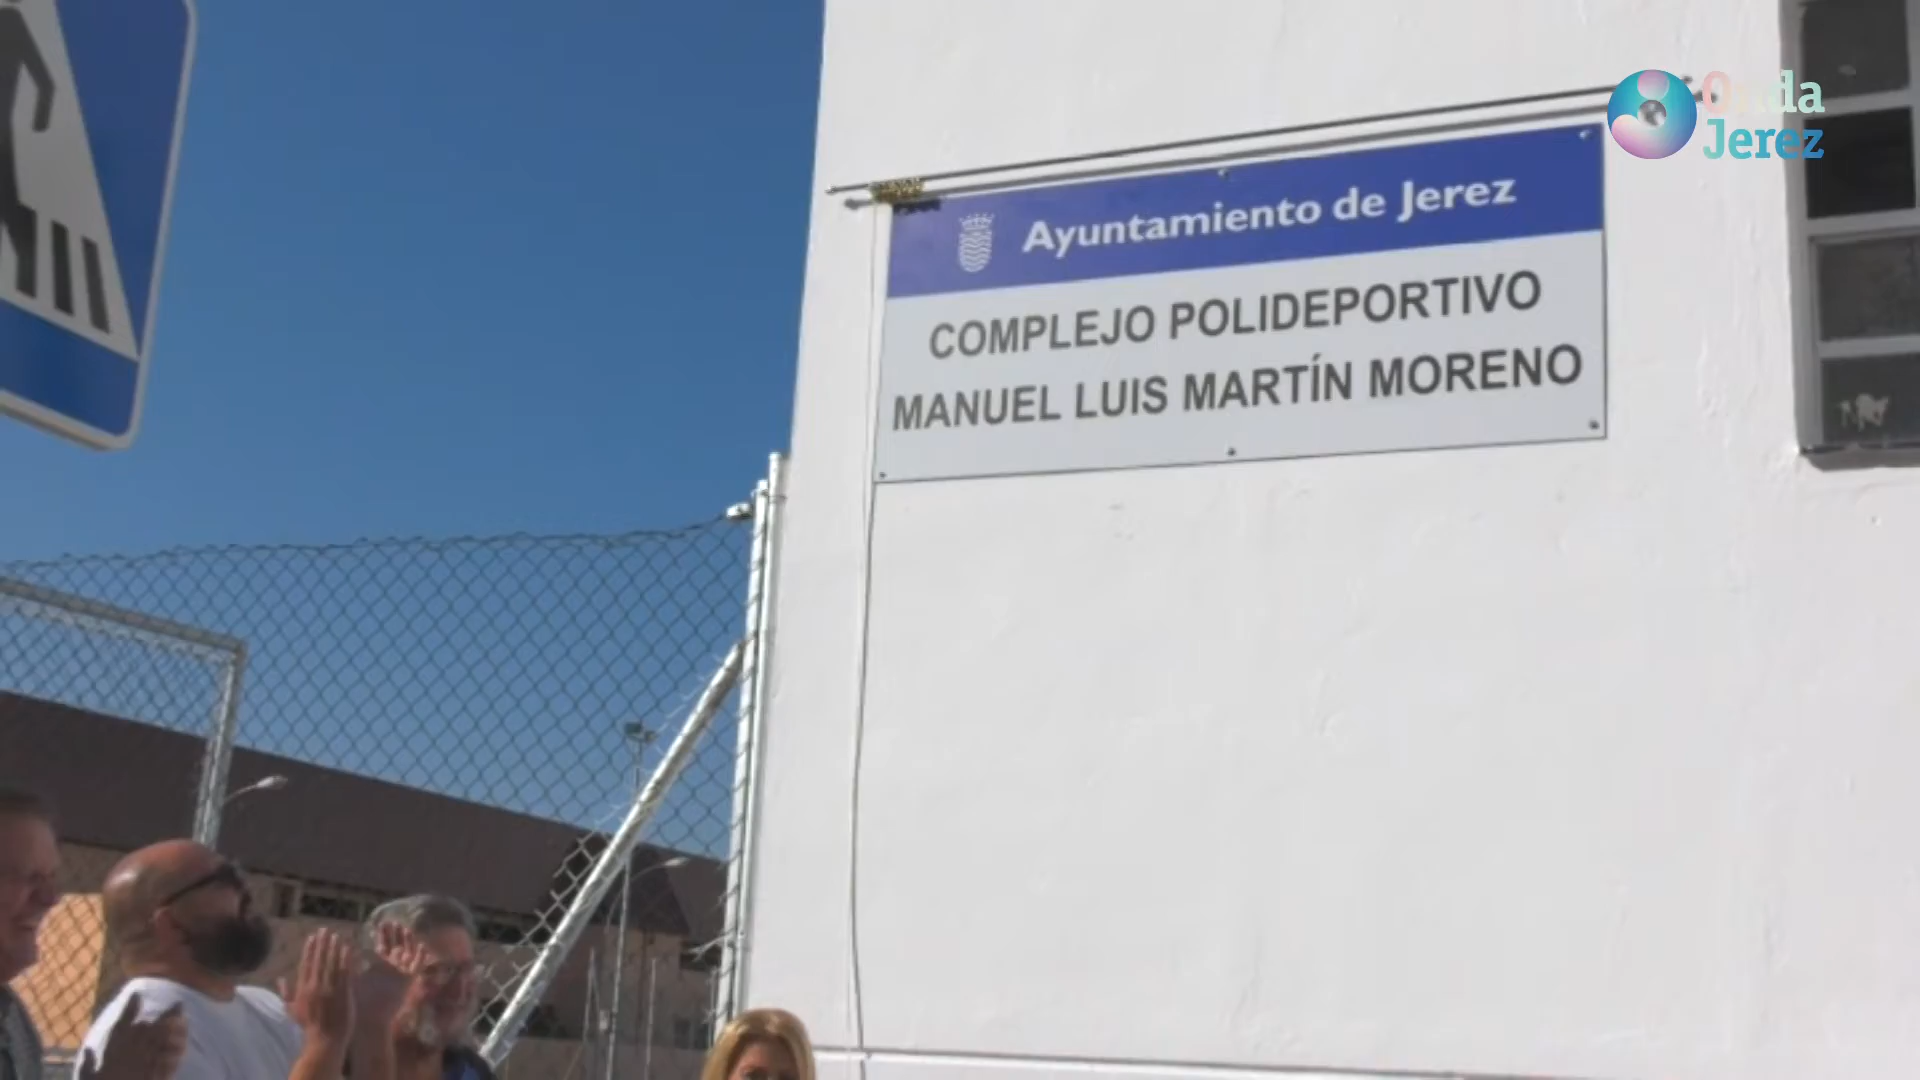 Onda
Jerez
Ayuntamiento de Jerez
COMPLEJO POLIDEPORTIVO
MANUEL LUIS MARTÍN MORENO